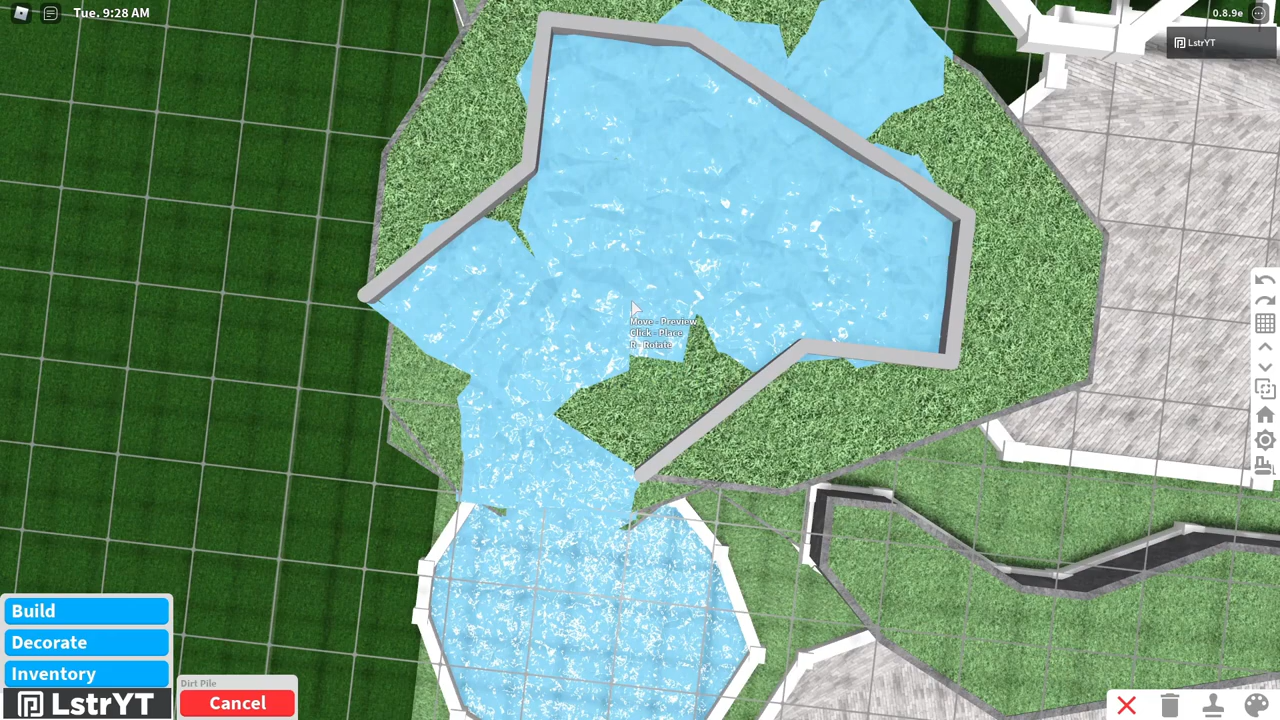 Tue. 9:28 AM
0.8.9e
LstrYT
Move - Preview
Click - Place
R - Rotate
Build
Decorate
Inventory
Dirt Pile
LstrYT
Cancel